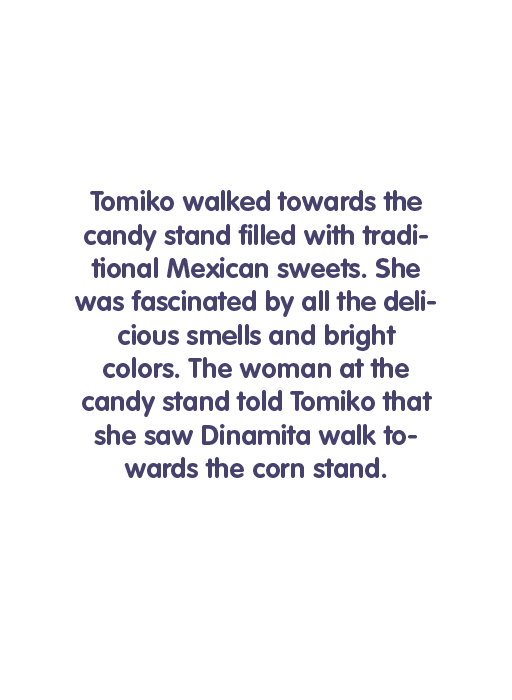 Tomiko walked towards the
candy stand filled with tradi-
tional Mexican sweets. She
was fascinated by all the deli-
cious smells and bright
colors. The woman at the
candy stand told Tomiko that
she saw Dinamita walk to-
wards the corn stand.